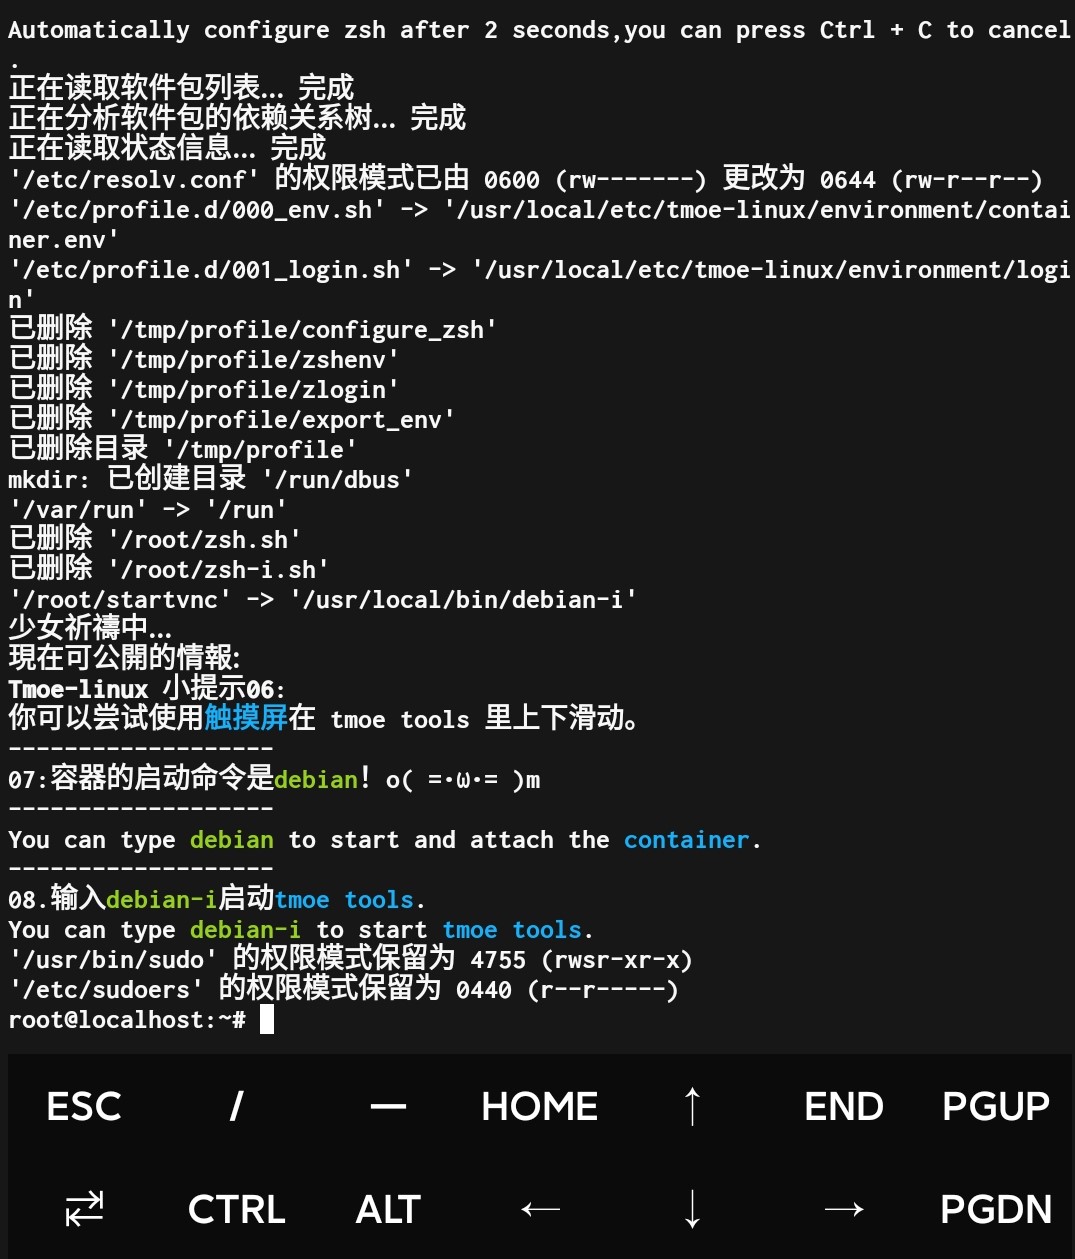 Automatically configure zsh after 2 seconds,you can press Ctrl + C to cancel
.
正在读取软件包列表... 完成
正在分析软件包的依赖关系树... 完成
正在读取状态信息... 完成
'/etc/resolv.conf' 的权限模式已由 0600 (rw-------) 更改为 0644 (rw-r--r--)
'/etc/profile.d/000_env.sh' -> '/usr/local/etc/tmoe-linux/environment/contai
ner.env'
'/etc/profile.d/001_login.sh' -> '/usr/local/etc/tmoe-linux/environment/logi
n'
已删除 '/tmp/profile/configure_zsh'
已删除 '/tmp/profile/zshenv'
已删除 '/tmp/profile/zlogin'
已删除 '/tmp/profile/export_env'
已删除目录 '/tmp/profile'
mkdir: 已创建目录 '/run/dbus'
'/var/run' -> '/run'
已删除 '/root/zsh.sh'
已删除 '/root/zsh-i.sh'
'/root/startvnc' -> '/usr/local/bin/debian-i'
少女祈禱中...
現在可公開的情報:
Tmoe-linux 小提示06:
你可以尝试使用触摸屏在 tmoe tools 里上下滑动。
-------------------
07:容器的启动命令是debian! o( =•ω•= )m
-------------------
You can type debian to start and attach the container.
-------------------
08.输入debian-i启动tmoe tools.
You can type debian-i to start tmoe tools.
'/usr/bin/sudo' 的权限模式保留为 4755 (rwsr-xr-x)
'/etc/sudoers' 的权限模式保留为 0440 (r--r-----)
root@localhost:~#
ESC / — HOME ↑ END PGUP
⇄ CTRL ALT ← ↓ → PGDN